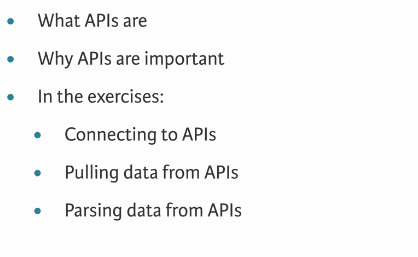 • What APIs are
• Why APIs are important
• In the exercises:
• Connecting to APIs
• Pulling data from APIs
• Parsing data from APIs